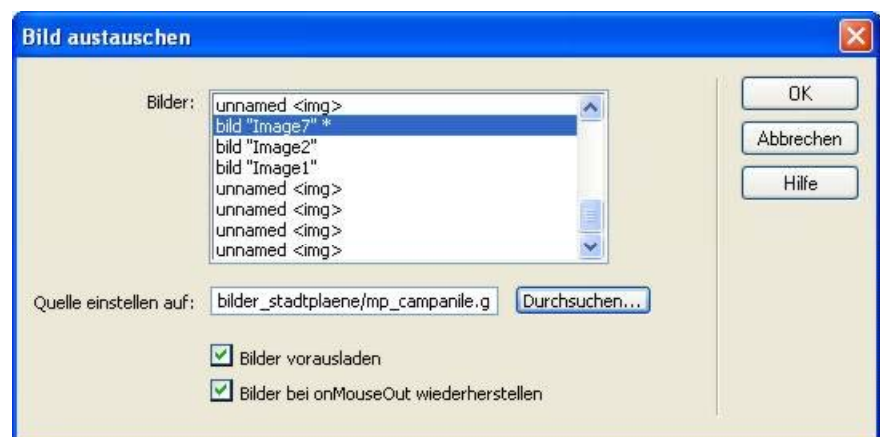 Bild austauschen
Bilder:
unnamed <img>
bild "Image7" *
bild "Image2"
bild "Image1"
unnamed <img>
unnamed <img>
unnamed <img>
unnamed <img>
OK
Abbrechen
Hilfe
Quelle einstellen auf:
bilder_stadtplaene/mp_campanile.g
Durchsuchen...
Bilder vorausladen
Bilder bei onMouseOut wiederherstellen